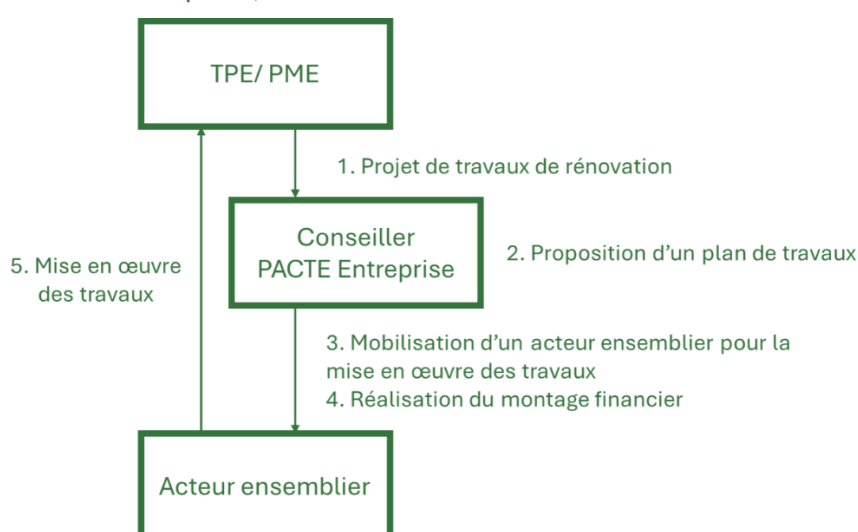 TPE/ PME
1. Projet de travaux de rénovation
Conseiller
PACTE Entreprise
2. Proposition d’un plan de travaux
5. Mise en œuvre
des travaux
3. Mobilisation d’un acteur ensemblier pour la
mise en œuvre des travaux
4. Réalisation du montage financier
Acteur ensemblier